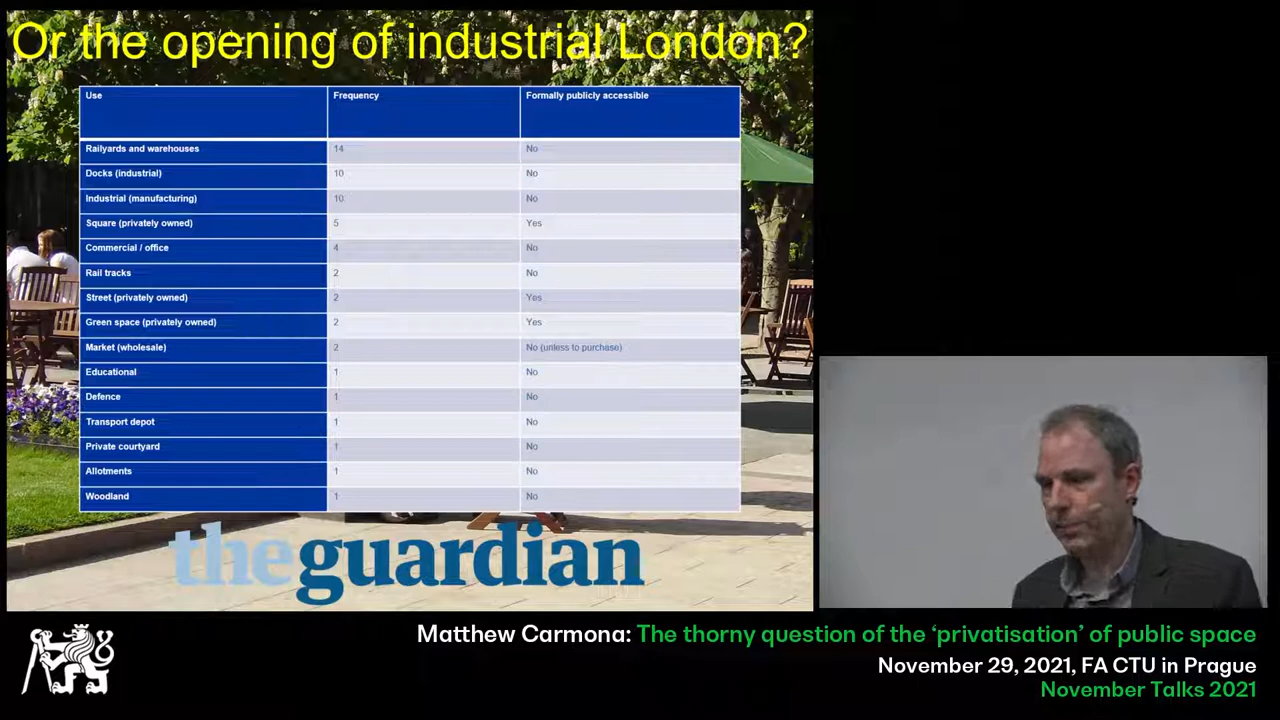 Or the opening of industrial London?
Use Frequency Formally publicly accessible
Railyards and warehouses 14 No
Docks (industrial) 10 No
Industrial (manufacturing) 10 No
Square (privately owned) 5 Yes
Commercial / office 4 No
Rail tracks 2 No
Street (privately owned) 2 Yes
Green space (privately owned) 2 Yes
Market (wholesale) 2 No (unless to purchase)
Educational 1 No
Defence 1 No
Transport depot 1 No
Private courtyard 1 No
Allotments 1 No
Woodland 1 No
theguardian
Matthew Carmona: The thorny question of the ‘privatisation’ of public space
November 29, 2021, FA CTU in Prague
November Talks 2021